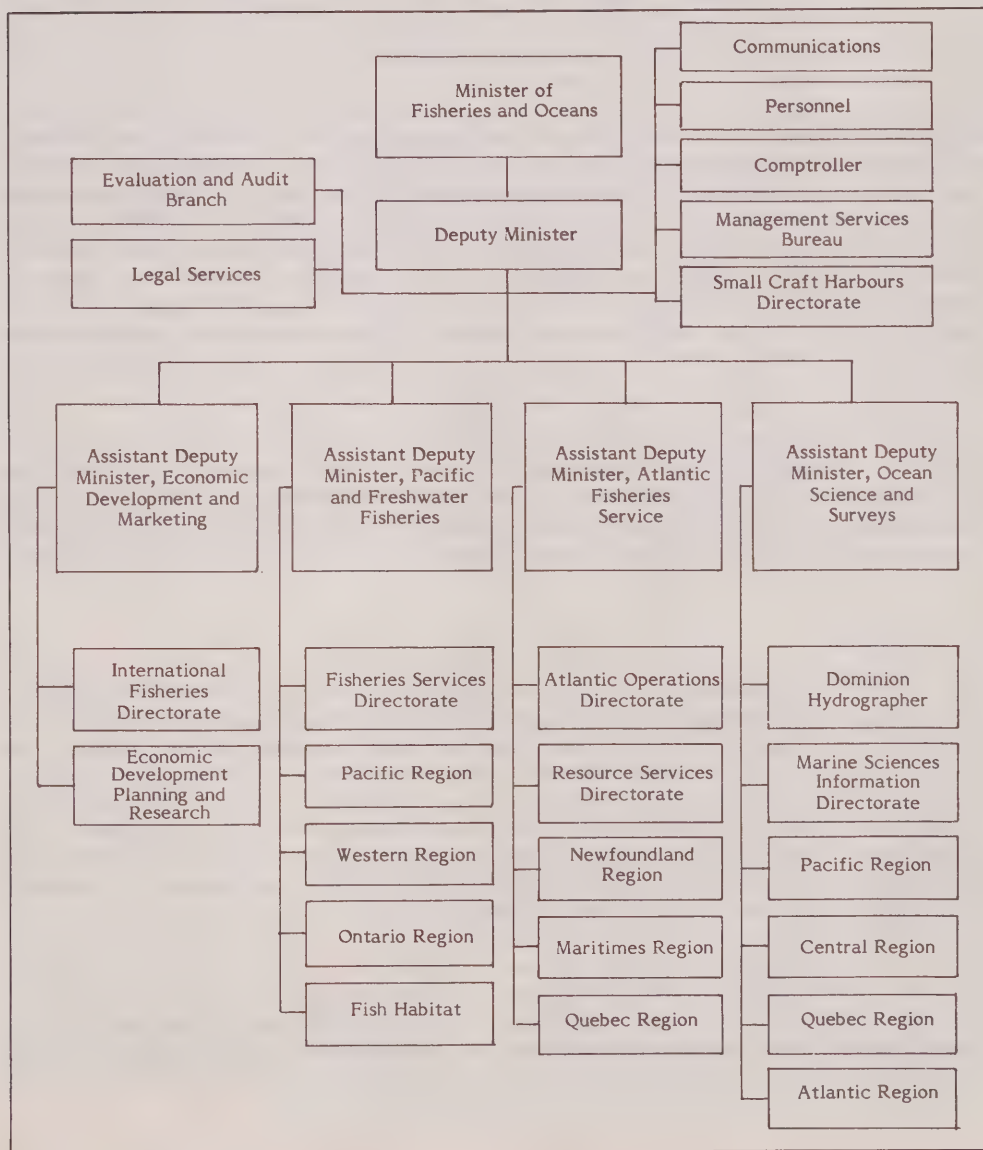 Communications
Minister of
Fisheries and Oceans
Personnel
Evaluation and Audit
Branch
Comptroller
Deputy Minister
Management Services
Bureau
Legal Services
Small Craft Harbours
Directorate
Assistant Deputy
Minister, Economic
Development and
Marketing
Assistant Deputy
Minister, Pacific
and Freshwater
Fisheries
Assistant Deputy
Minister, Atlantic
Fisheries
Service
Assistant Deputy
Minister, Ocean
Science and
Surveys
International
Fisheries
Directorate
Economic
Development
Planning and
Research
Fisheries Services
Directorate
Pacific Region
Western Region
Ontario Region
Fish Habitat
Atlantic Operations
Directorate
Resource Services
Directorate
Newfoundland
Region
Maritimes Region
Quebec Region
Dominion
Hydrographer
Marine Sciences
Information
Directorate
Pacific Region
Central Region
Quebec Region
Atlantic Region